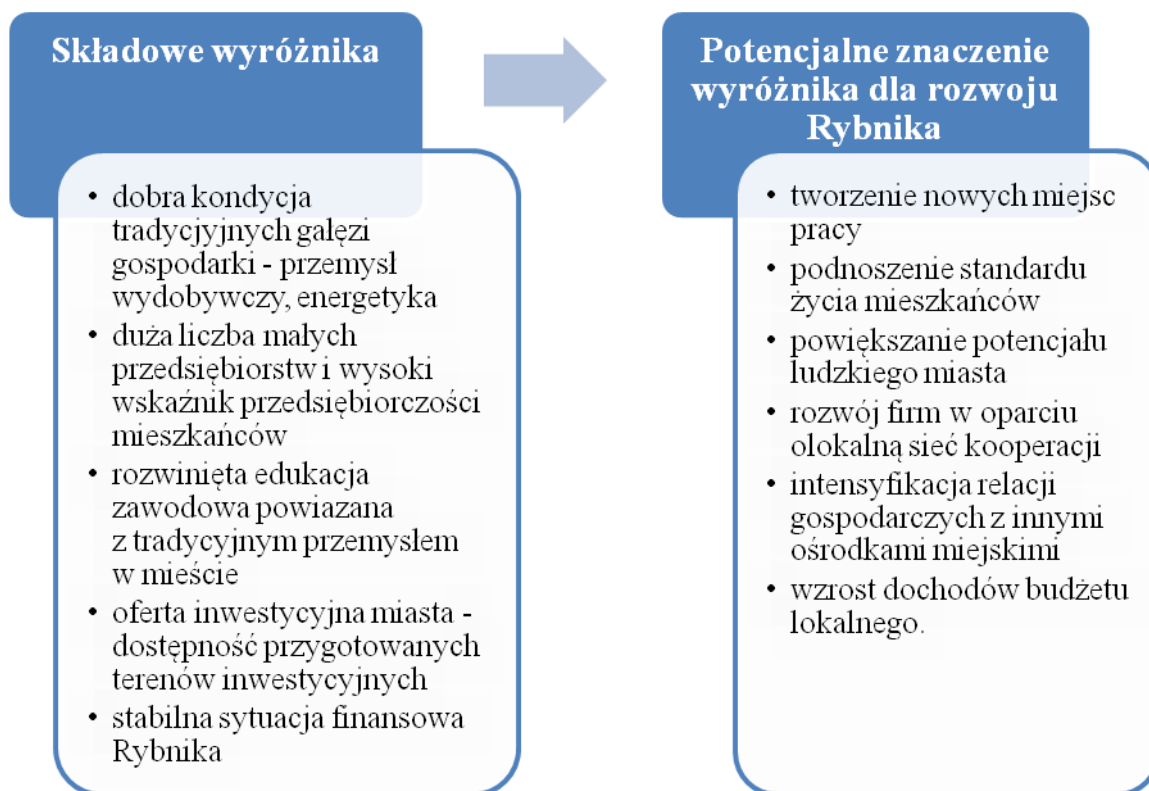 Składowe wyróżnika
• dobra kondycja
tradycjyjnych gałęzi
gospodarki - przemysł
wydobywczy, energetyka
• duża liczba małych
przedsiębiorstw i wysoki
wskaźnik przedsiębiorczości
mieszkańców
• rozwinięta edukacja
zawodowa powiazana
z tradycyjnym przemysłem
w mieście
• oferta inwestycyjna miasta -
dostępność przygotowanych
terenów inwestycyjnych
• stabilna sytuacja finansowa
Rybnika
Potencjalne znaczenie
wyróżnika dla rozwoju
Rybnika
• tworzenie nowych miejsc
pracy
• podnoszenie standardu
życia mieszkańców
• powiększanie potencjału
ludzkiego miasta
• rozwój firm w oparciu
olokalną sieć kooperacji
• intensyfikacja relacji
gospodarczych z innymi
ośrodkami miejskimi
• wzrost dochodów budżetu
lokalnego.